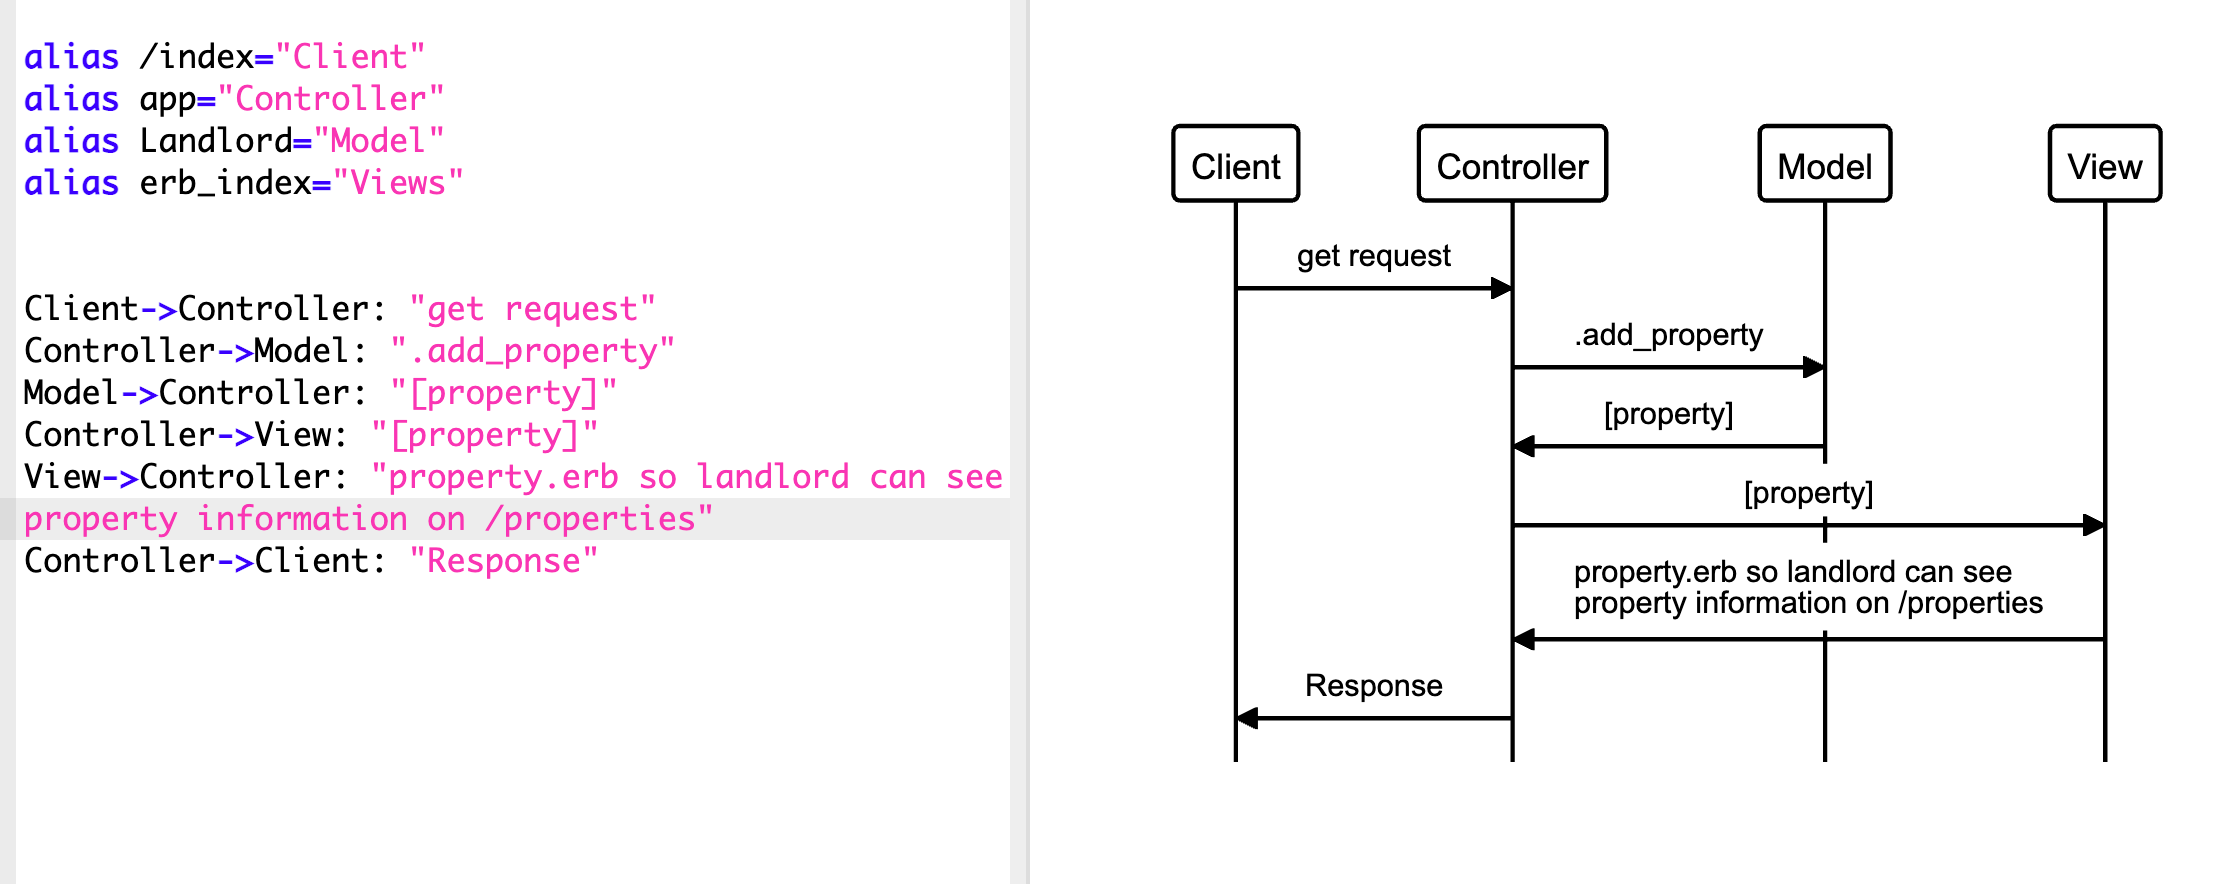 alias /index="Client"
alias app="Controller"
alias Landlord="Model"
alias erb_index="Views"
Client->Controller: "get request"
Controller->Model: ".add_property"
Model->Controller: "[property]"
Controller->View: "[property]"
View->Controller: "property.erb so landlord can see
property information on /properties"
Controller->Client: "Response"
Client
Controller
Model
View
get request
.add_property
[property]
[property]
property.erb so landlord can see
property information on /properties
Response